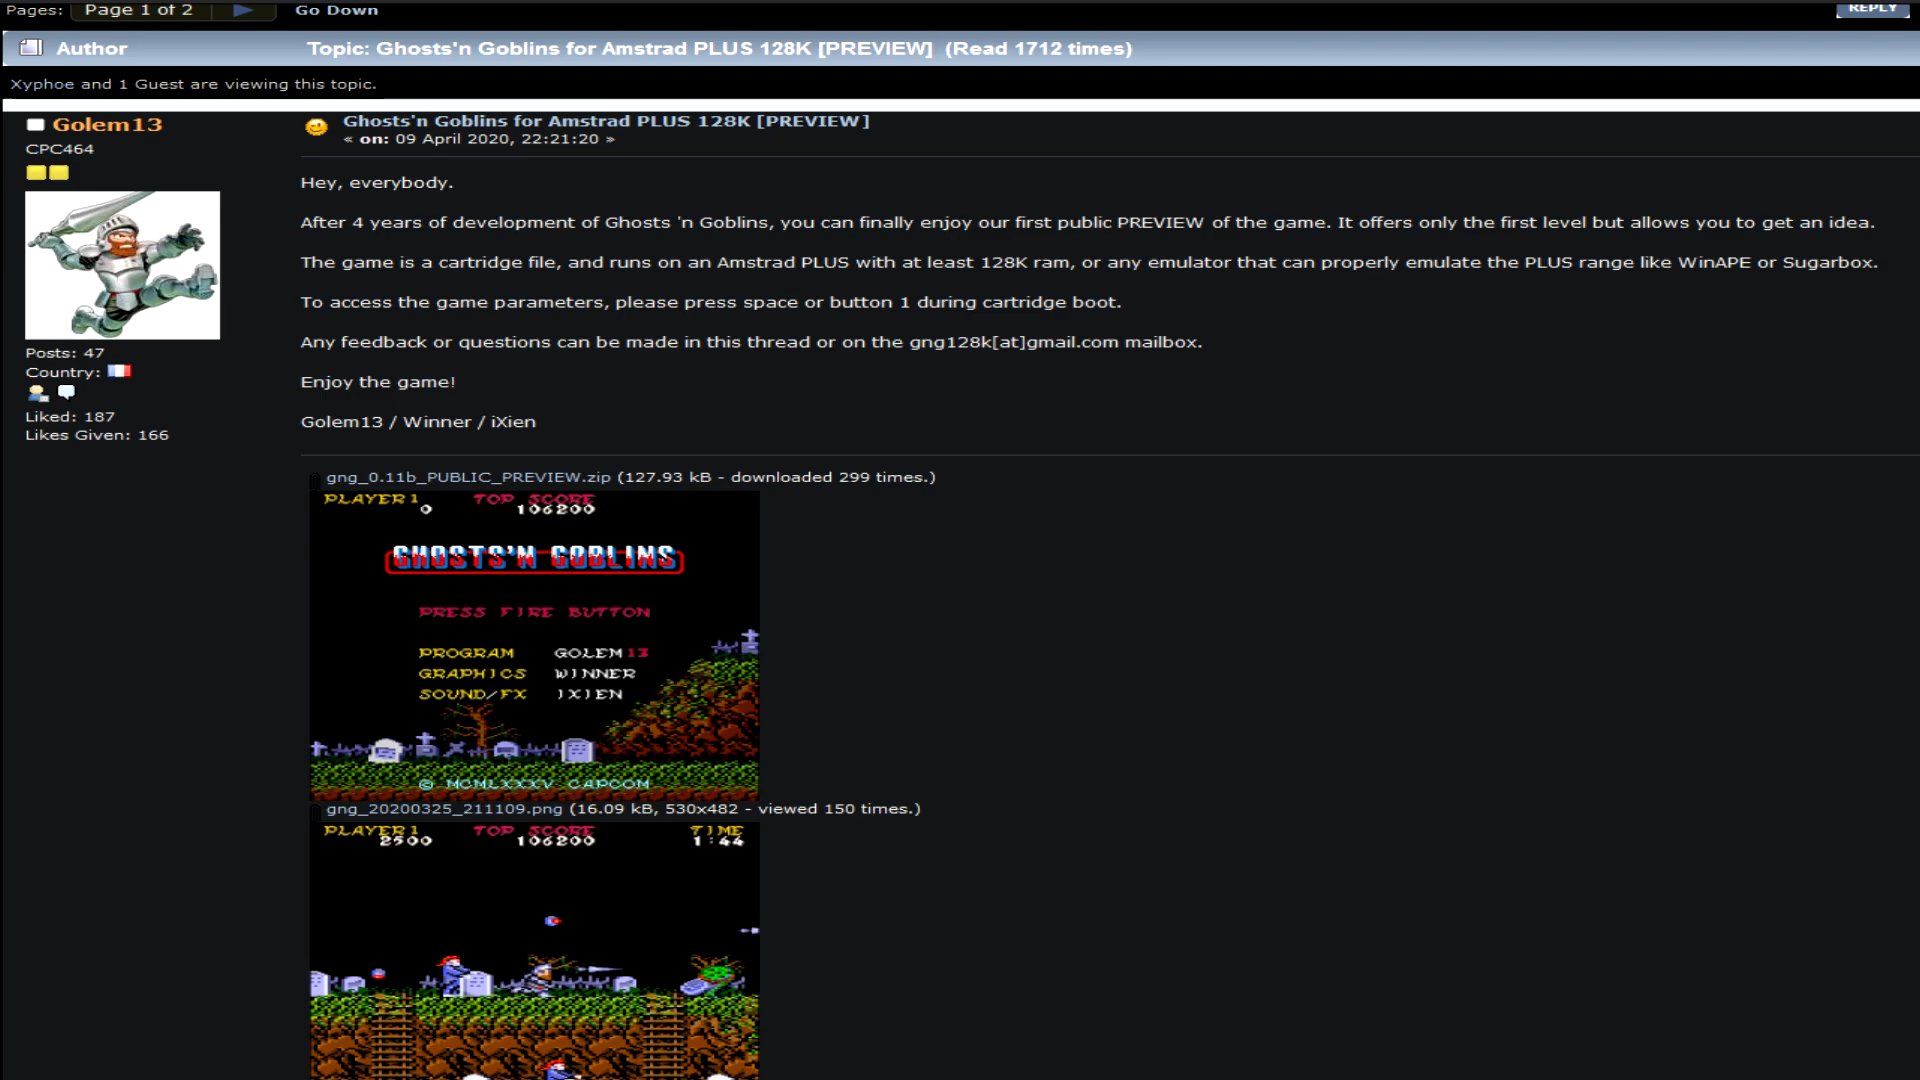 Pages: Page 1 of 2 Go Down REPLY
Author Topic: Ghosts'n Goblins for Amstrad PLUS 128K [PREVIEW] (Read 1712 times)
Xyphoe and 1 Guest are viewing this topic.
Golem13
CPC464
Posts: 47
Country:
Liked: 187
Likes Given: 166
Ghosts'n Goblins for Amstrad PLUS 128K [PREVIEW]
« on: 09 April 2020, 22:21:20 »
Hey, everybody.
After 4 years of development of Ghosts 'n Goblins, you can finally enjoy our first public PREVIEW of the game. It offers only the first level but allows you to get an idea.
The game is a cartridge file, and runs on an Amstrad PLUS with at least 128K ram, or any emulator that can properly emulate the PLUS range like WinAPE or Sugarbox.
To access the game parameters, please press space or button 1 during cartridge boot.
Any feedback or questions can be made in this thread or on the gng128k[at]gmail.com mailbox.
Enjoy the game!
Golem13 / Winner / iXien
gng_0.11b_PUBLIC_PREVIEW.zip (127.93 kB - downloaded 299 times.)
PLAYER1 TOP SCORE
0 106200
GHOSTS'N GOBLINS
PRESS FIRE BUTTON
PROGRAM GOLEM13
GRAPHICS WINNER
SOUND/FX IXIEN
© MCMLXXXV CAPCOM
gng_20200325_211109.png (16.09 kB, 530x482 - viewed 150 times.)
PLAYER1 TOP SCORE TIME
2500 106200 1:44